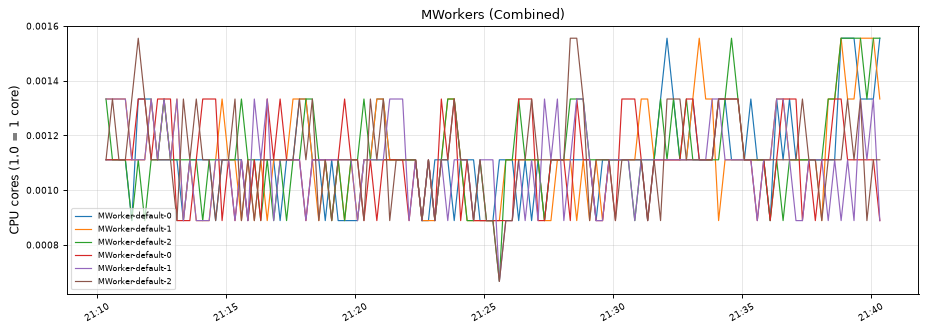 MWorkers (Combined)
CPU cores (1.0 = 1 core)
0.0016
0.0014
0.0012
0.0010
0.0008
MWorker-default-0
MWorker-default-1
MWorker-default-2
MWorker-default-0
MWorker-default-1
MWorker-default-2
21:10
21:15
21:20
21:25
21:30
21:35
21:40